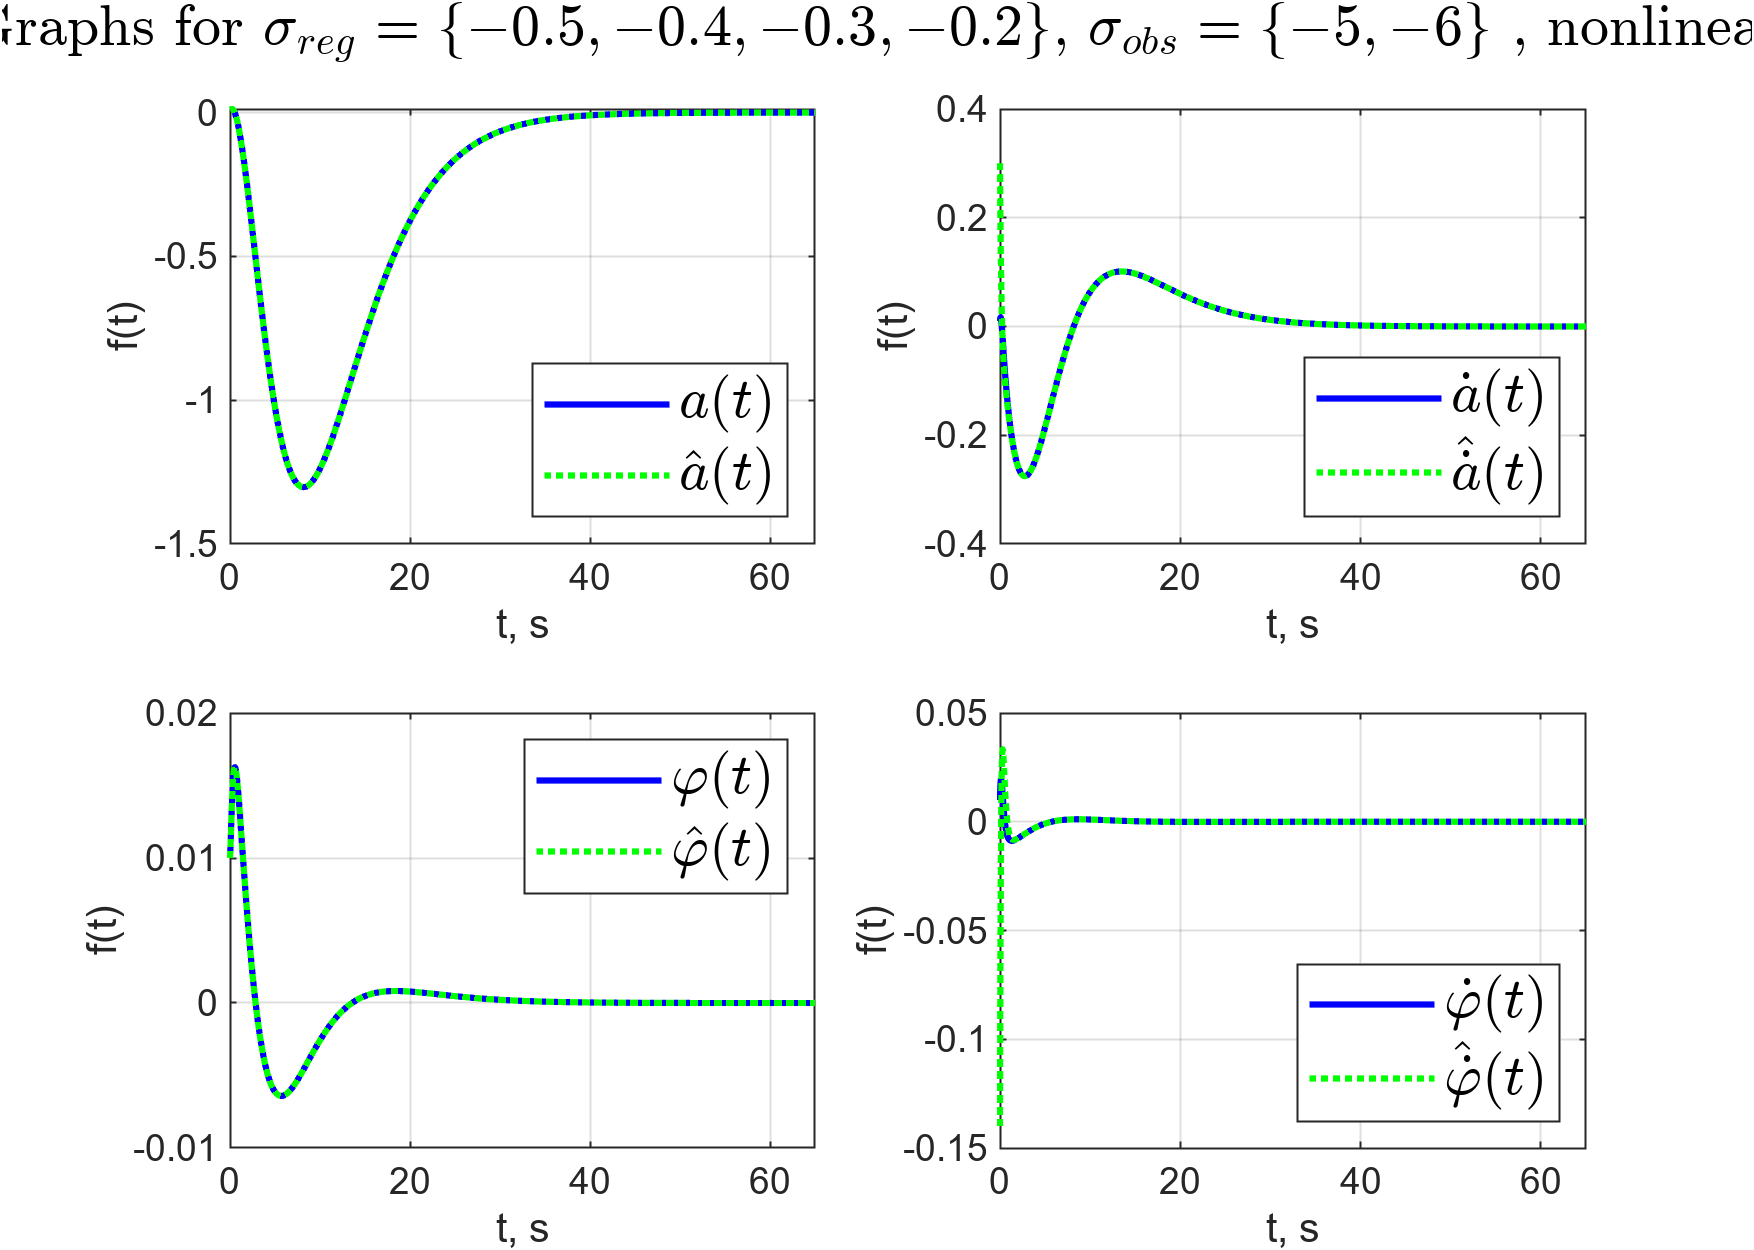 Graphs for σ_reg = {−0.5, −0.4, −0.3, −0.2}, σ_obs = {−5, −6} , nonlinea
0
-0.5
-1
-1.5
f(t)
0 20 40 60
t, s
a(t)
â(t)
0.4
0.2
0
-0.2
-0.4
f(t)
0 20 40 60
t, s
ȧ(t)
ȧ̂(t)
0.02
0.01
0
-0.01
f(t)
0 20 40 60
t, s
φ(t)
φ̂(t)
0.05
0
-0.05
-0.1
-0.15
f(t)
0 20 40 60
t, s
φ̇(t)
φ̇̂(t)